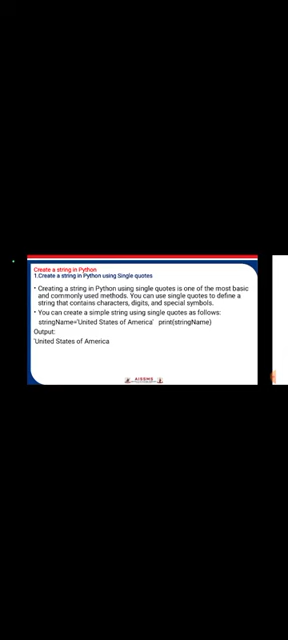 Create a string in Python
1.Create a string in Python using Single quotes
• Creating a string in Python using single quotes is one of the most basic
and commonly used methods. You can use single quotes to define a
string that contains characters, digits, and special symbols.
• You can create a simple string using single quotes as follows:
stringName='United States of America' print(stringName)
Output:
'United States of America
AISSMS